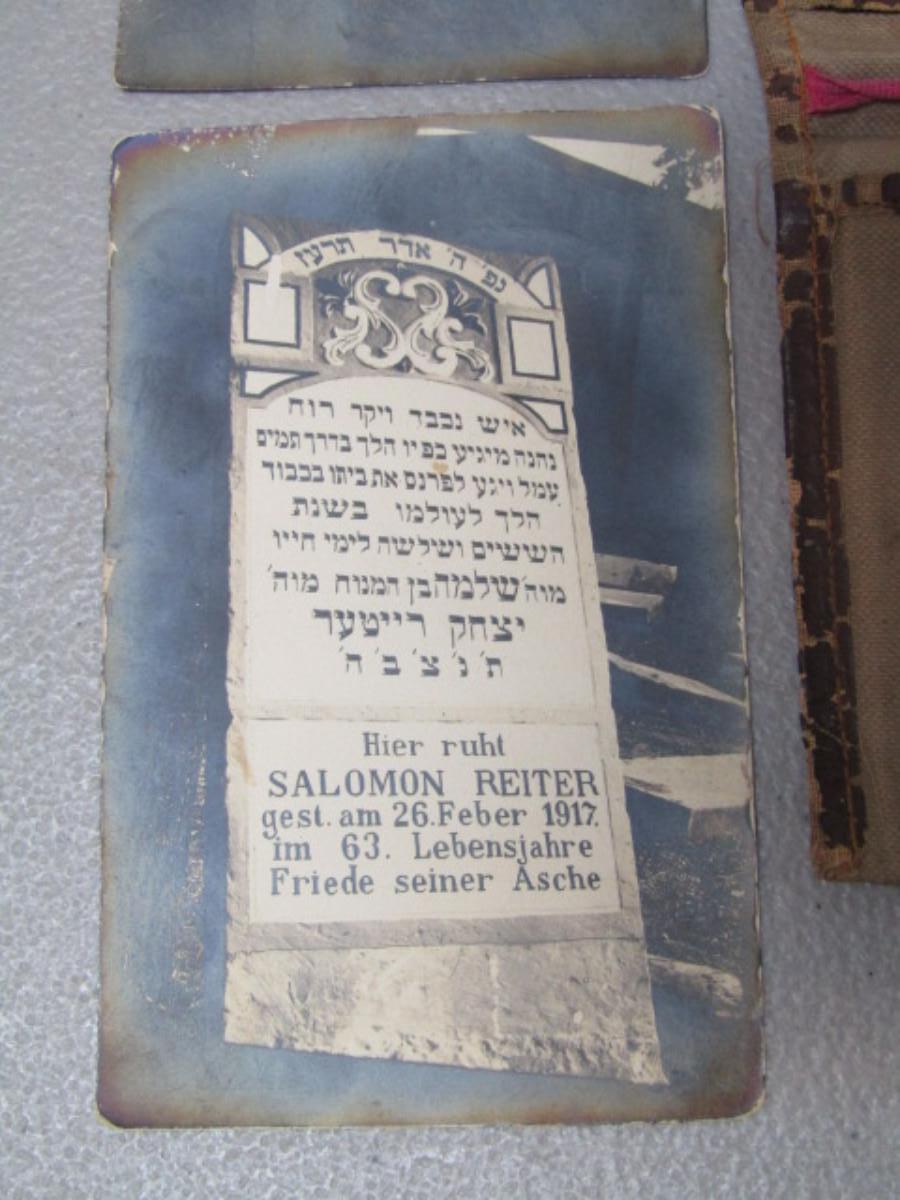 נפ׳ ה׳ אדר תרעז
איש נכבד ויקר רוח
נהנה מיגיעי כפיו הלך בדרך תמים
עמל ויגע לפרנס את ביתו בכבוד
הלך לעולמו בשנת
הששים ושלשה לימי חייו
מוה׳ שלמה בן המנוח מוה׳
יצחק רייטער
ת׳ נ׳ צ׳ ב׳ ה׳
Hier ruht
SALOMON REITER
gest. am 26. Feber 1917.
im 63. Lebensjahre
Friede seiner Asche